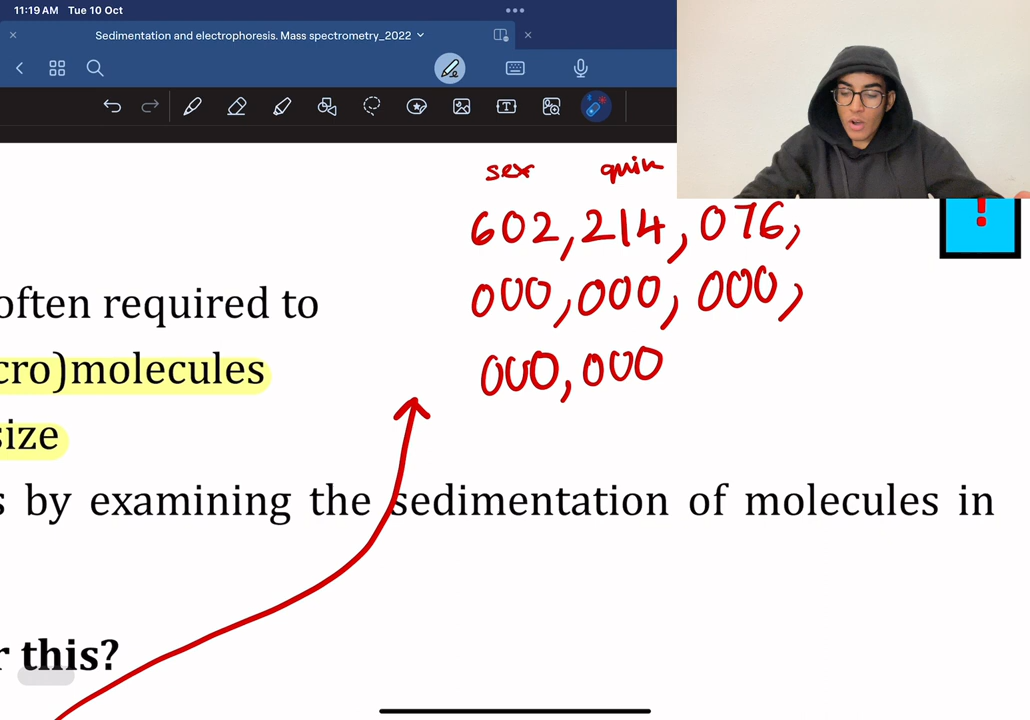 11:19 AM Tue 10 Oct
Sedimentation and electrophoresis. Mass spectrometry_2022
sex quin
602,214,076,
000,000,000,
000,000
!
often required to
cro)molecules
size
s by examining the sedimentation of molecules in
r this?